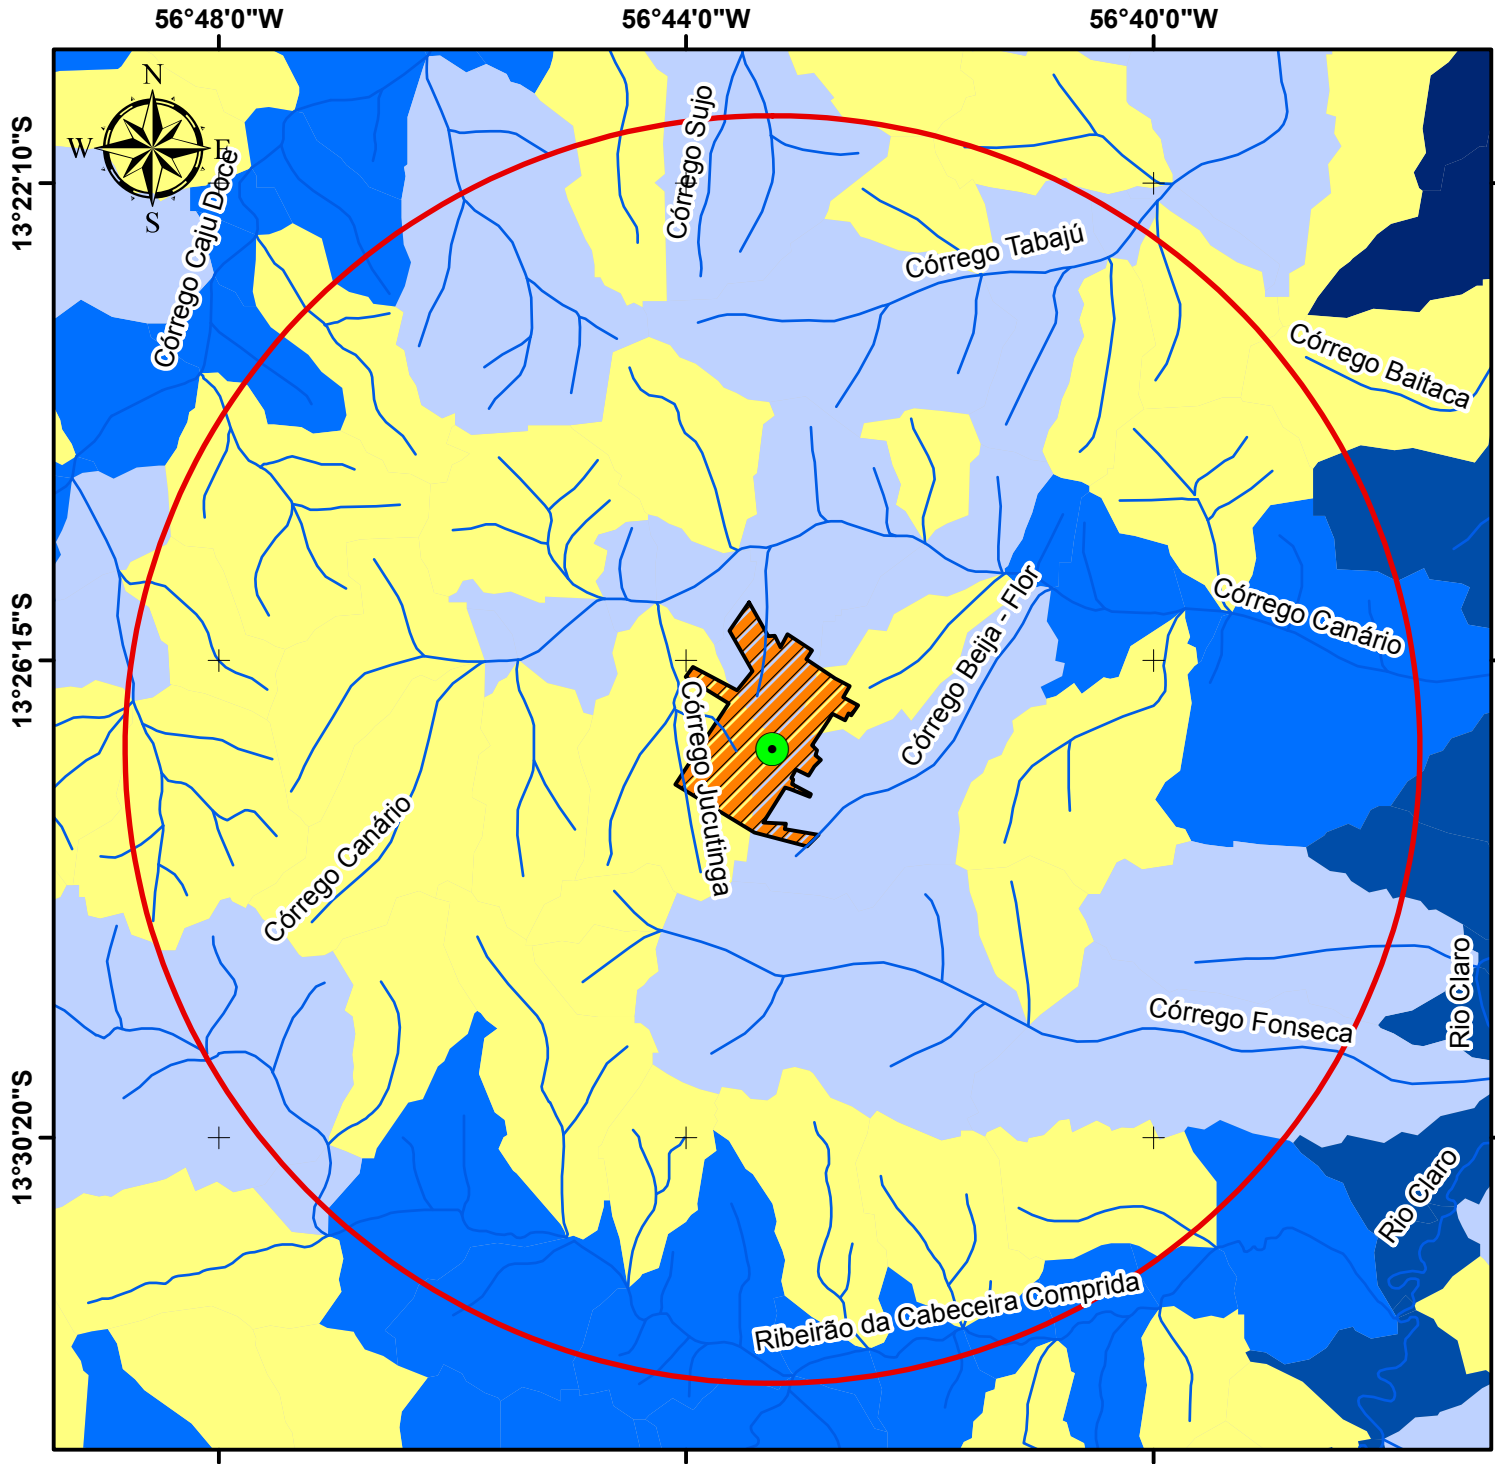 56°48'0"W
56°44'0"W
56°40'0"W
13°22'10"S
13°26'15"S
13°30'20"S
N
W
E
S
Córrego Caju Doce
Córrego Sujo
Córrego Tabajú
Córrego Baitaca
Córrego Canário
Córrego Beija - Flor
Córrego Jucutinga
Córrego Canário
Rio Claro
Córrego Fonseca
Rio Claro
Ribeirão da Cabeceira Comprida